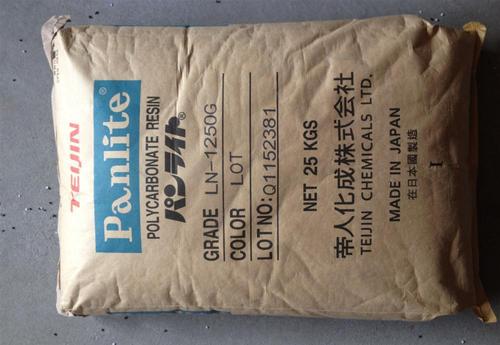 TEIJIN
Panlite®
POLYCARBONATE RESIN
パンライト®
GRADE LN-1250G
COLOR LOT
LOT NO: Q1152381
NET 25 KGS
帝人化成株式会社
TEIJIN CHEMICALS LTD.
MADE IN JAPAN
在日本國製造
I